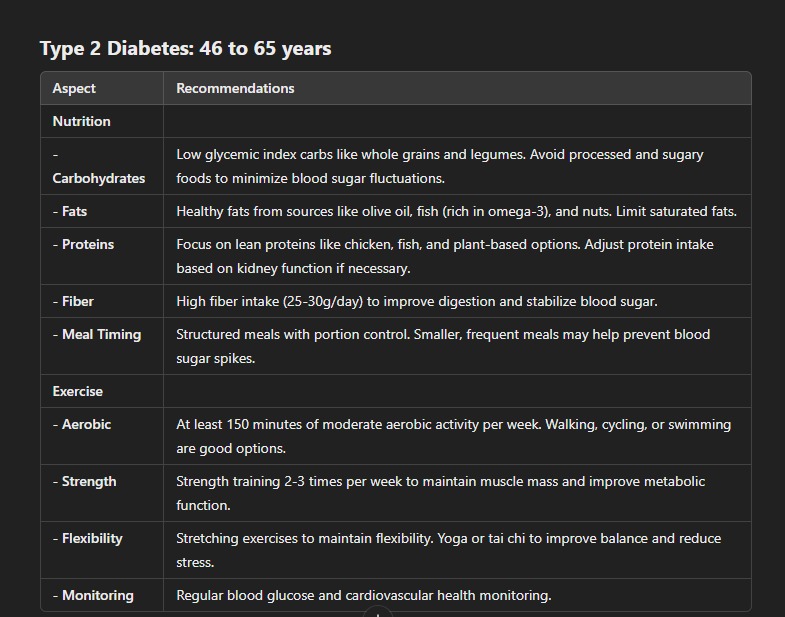 Type 2 Diabetes: 46 to 65 years
Aspect Recommendations
Nutrition
-
Carbohydrates
Low glycemic index carbs like whole grains and legumes. Avoid processed and sugary
foods to minimize blood sugar fluctuations.
- Fats
Healthy fats from sources like olive oil, fish (rich in omega-3), and nuts. Limit saturated fats.
- Proteins
Focus on lean proteins like chicken, fish, and plant-based options. Adjust protein intake
based on kidney function if necessary.
- Fiber
High fiber intake (25-30g/day) to improve digestion and stabilize blood sugar.
- Meal Timing
Structured meals with portion control. Smaller, frequent meals may help prevent blood
sugar spikes.
Exercise
- Aerobic
At least 150 minutes of moderate aerobic activity per week. Walking, cycling, or swimming
are good options.
- Strength
Strength training 2-3 times per week to maintain muscle mass and improve metabolic
function.
- Flexibility
Stretching exercises to maintain flexibility. Yoga or tai chi to improve balance and reduce
stress.
- Monitoring
Regular blood glucose and cardiovascular health monitoring.